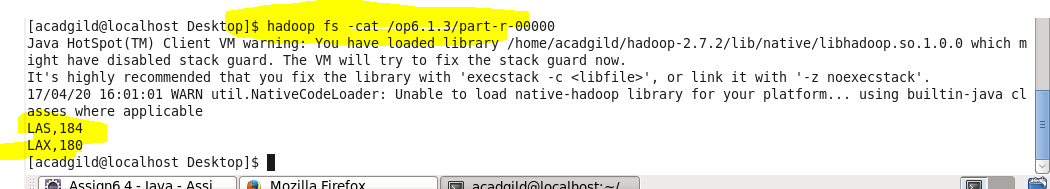 [acadgild@localhost Desktop]$ hadoop fs -cat /op6.1.3/part-r-00000
Java HotSpot(TM) Client VM warning: You have loaded library /home/acadgild/hadoop-2.7.2/lib/native/libhadoop.so.1.0.0 which m
ight have disabled stack guard. The VM will try to fix the stack guard now.
It's highly recommended that you fix the library with 'execstack -c <libfile>', or link it with '-z noexecstack'.
17/04/20 16:01:01 WARN util.NativeCodeLoader: Unable to load native-hadoop library for your platform... using builtin-java cl
asses where applicable
LAS,184
LAX,180
[acadgild@localhost Desktop]$
Assign6.4 - Java - Assi... Mozilla Firefox acadgild@localhost:~/...